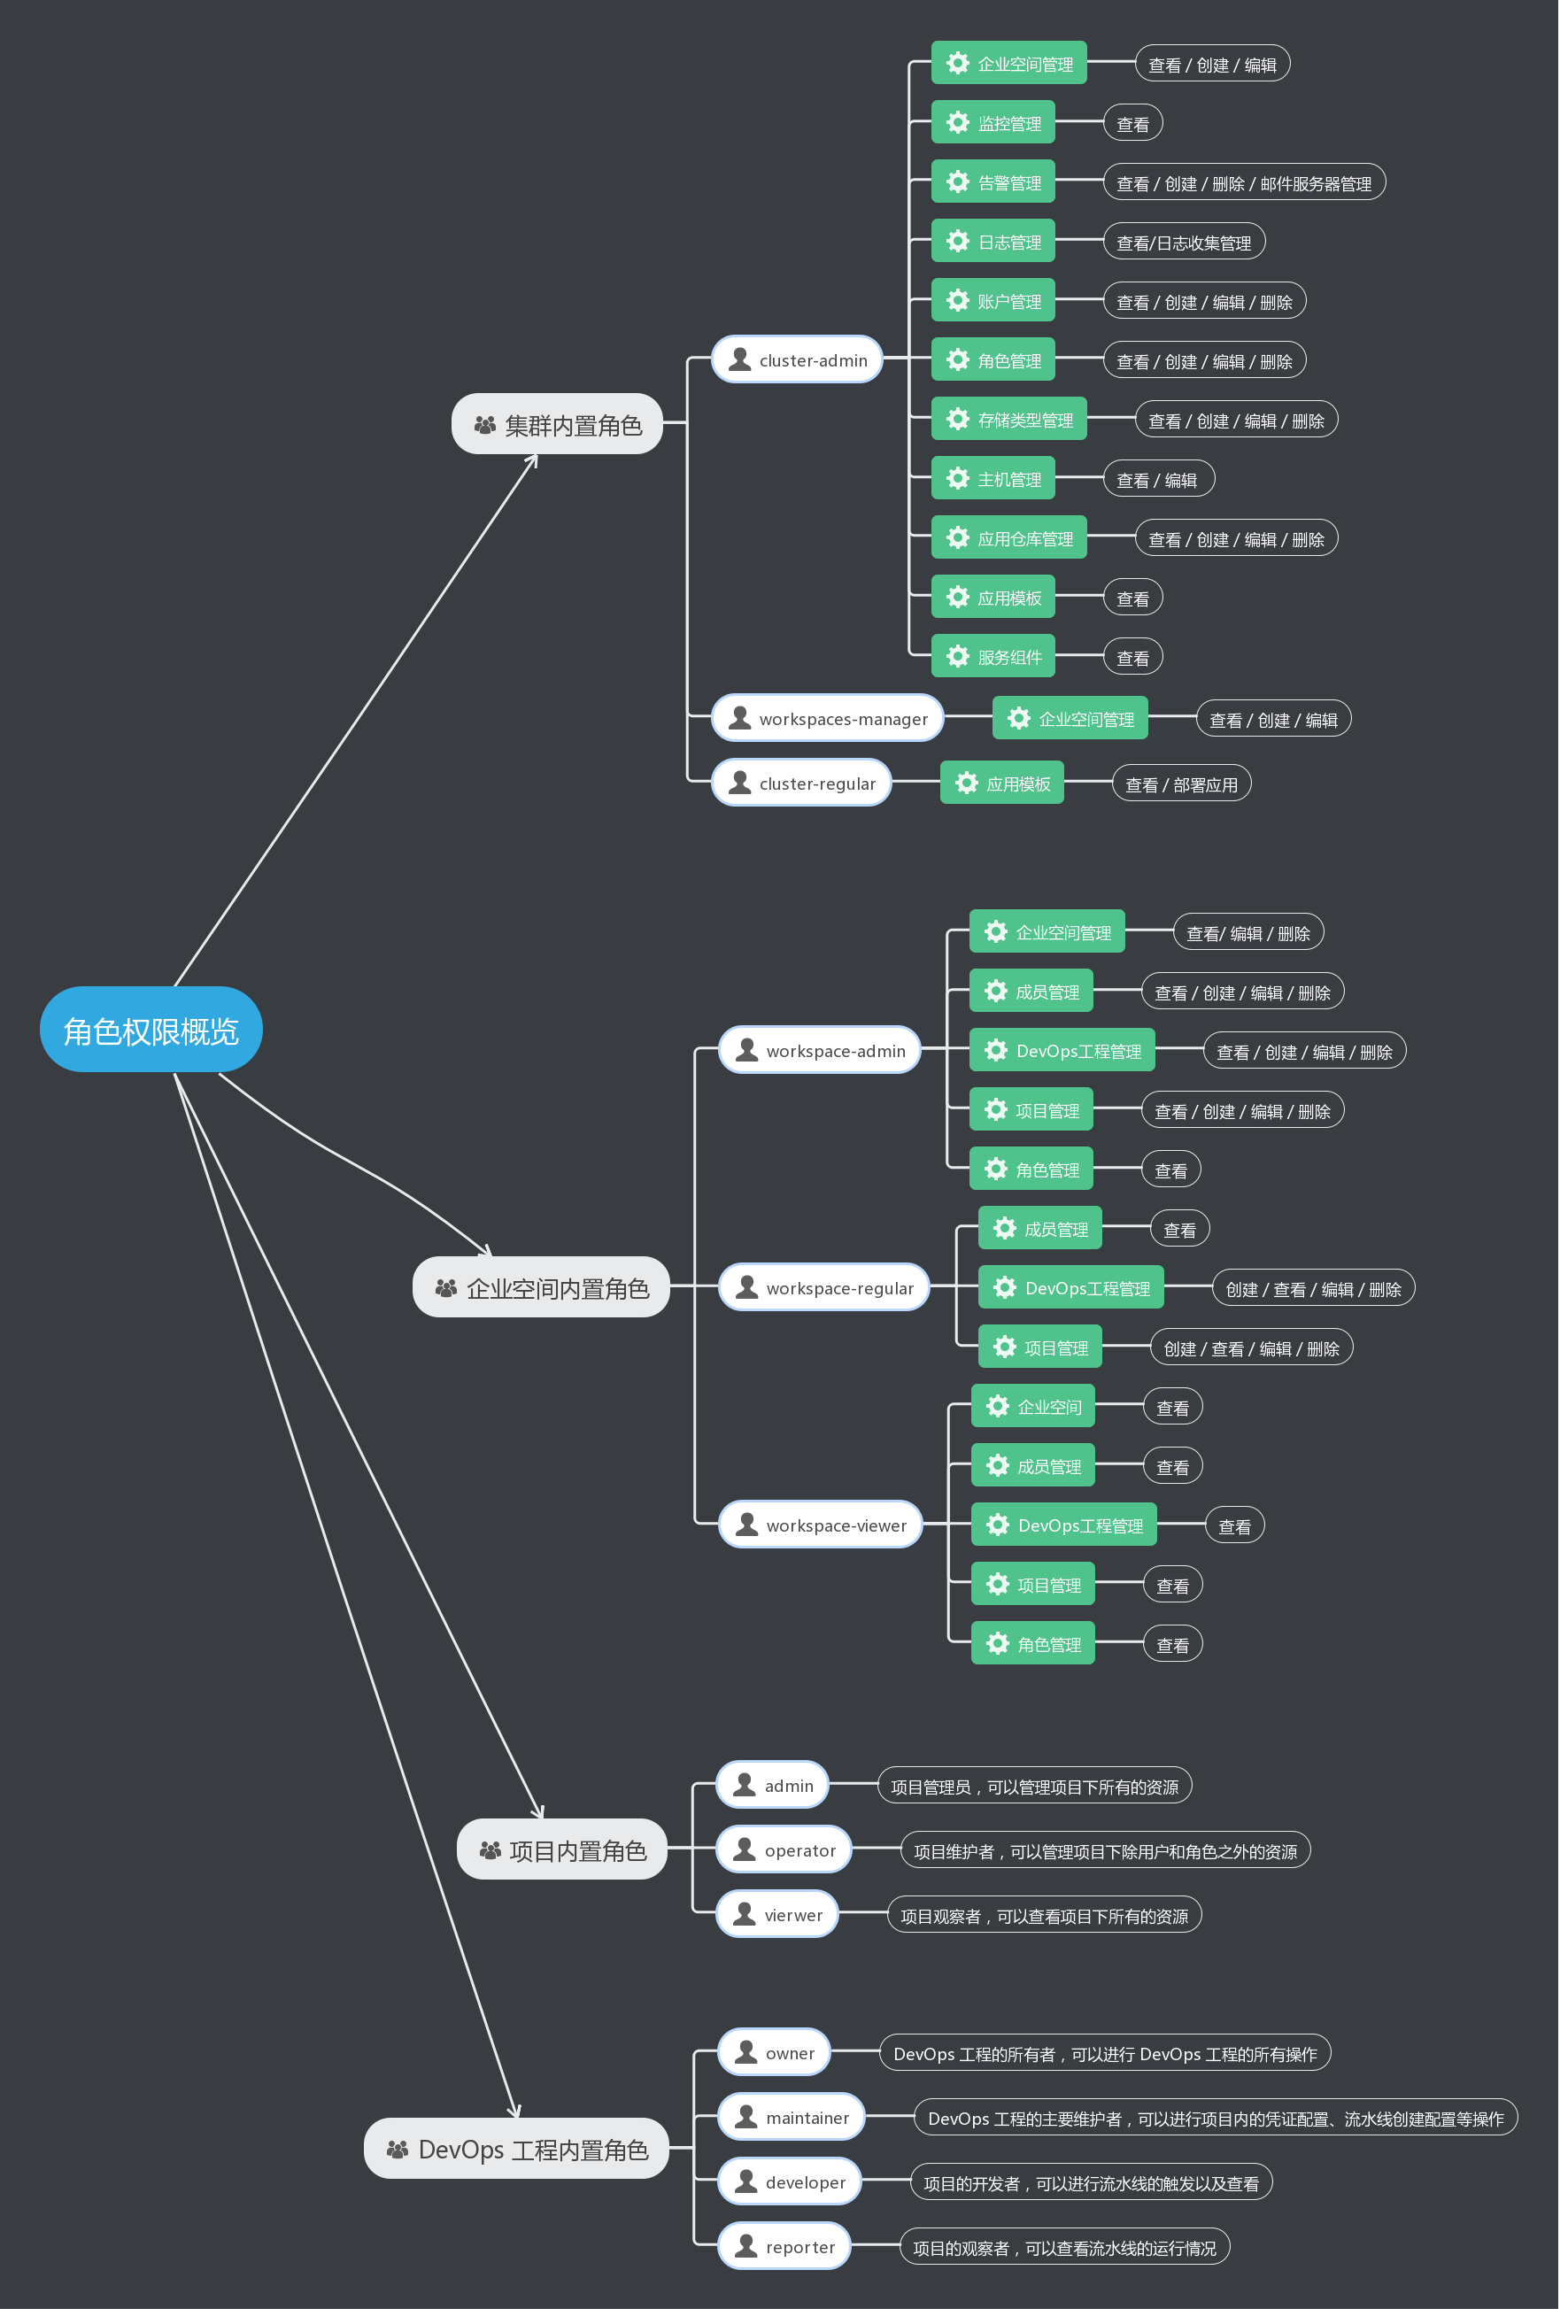 角色权限概览
集群内置角色
cluster-admin
企业空间管理
查看 / 创建 / 编辑
监控管理
查看
告警管理
查看 / 创建 / 删除 / 邮件服务器管理
日志管理
查看/日志收集管理
账户管理
查看 / 创建 / 编辑 / 删除
角色管理
查看 / 创建 / 编辑 / 删除
存储类型管理
查看 / 创建 / 编辑 / 删除
主机管理
查看 / 编辑
应用仓库管理
查看 / 创建 / 编辑 / 删除
应用模板
查看
服务组件
查看
workspaces-manager
企业空间管理
查看 / 创建 / 编辑
cluster-regular
应用模板
查看 / 部署应用
企业空间内置角色
workspace-admin
企业空间管理
查看/ 编辑 / 删除
成员管理
查看 / 创建 / 编辑 / 删除
DevOps工程管理
查看 / 创建 / 编辑 / 删除
项目管理
查看 / 创建 / 编辑 / 删除
角色管理
查看
workspace-regular
成员管理
查看
DevOps工程管理
创建 / 查看 / 编辑 / 删除
项目管理
创建 / 查看 / 编辑 / 删除
workspace-viewer
企业空间
查看
成员管理
查看
DevOps工程管理
查看
项目管理
查看
角色管理
查看
项目内置角色
admin
项目管理员，可以管理项目下所有的资源
operator
项目维护者，可以管理项目下除用户和角色之外的资源
vierwer
项目观察者，可以查看项目下所有的资源
DevOps 工程内置角色
owner
DevOps 工程的所有者，可以进行 DevOps 工程的所有操作
maintainer
DevOps 工程的主要维护者，可以进行项目内的凭证配置、流水线创建配置等操作
developer
项目的开发者，可以进行流水线的触发以及查看
reporter
项目的观察者，可以查看流水线的运行情况